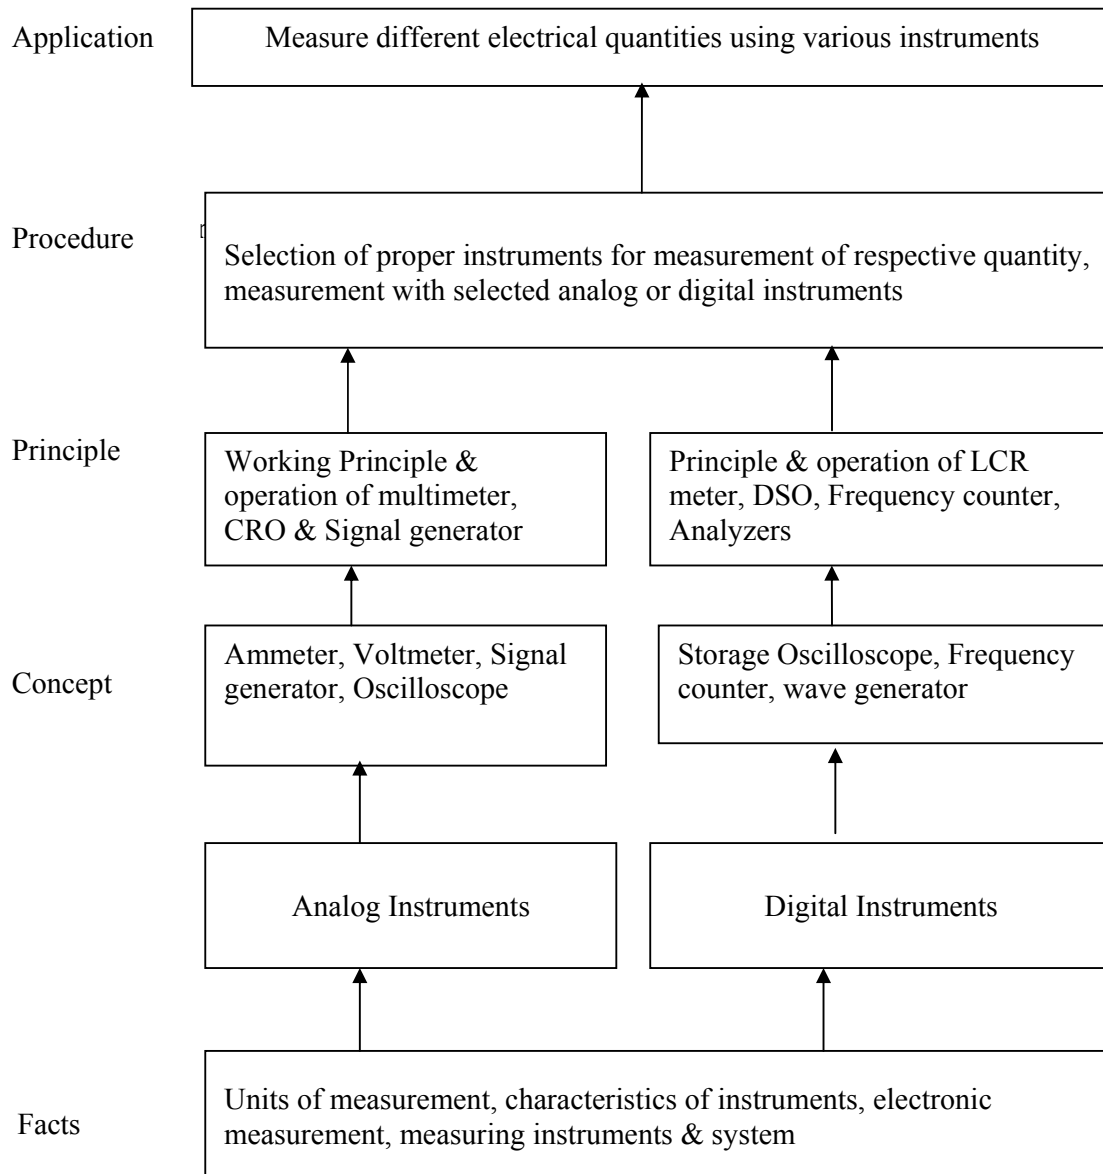 Application
Measure different electrical quantities using various instruments
Procedure
Selection of proper instruments for measurement of respective quantity,
measurement with selected analog or digital instruments
Principle
Working Principle &
operation of multimeter,
CRO & Signal generator
Principle & operation of LCR
meter, DSO, Frequency counter,
Analyzers
Concept
Ammeter, Voltmeter, Signal
generator, Oscilloscope
Storage Oscilloscope, Frequency
counter, wave generator
Analog Instruments
Digital Instruments
Facts
Units of measurement, characteristics of instruments, electronic
measurement, measuring instruments & system